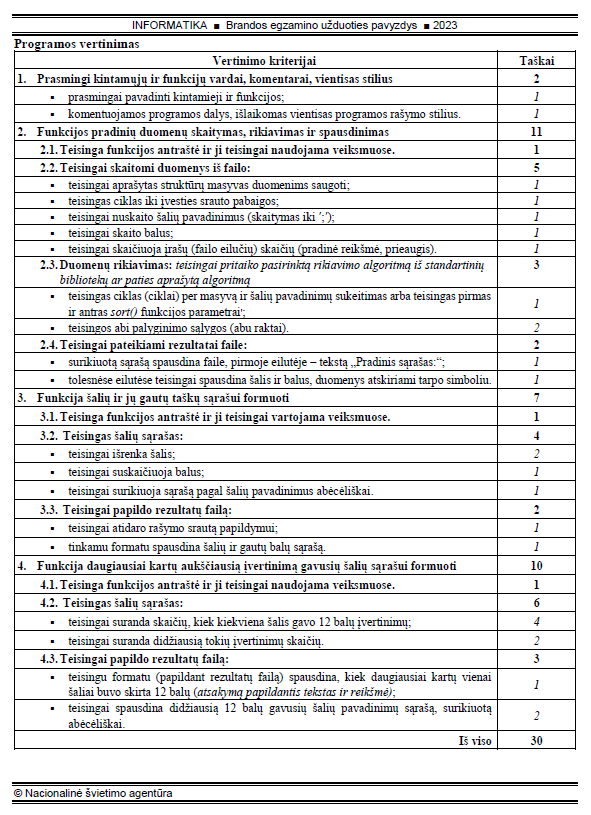 INFORMATIKA ■ Brandos egzamino užduoties pavyzdys ■ 2023
Programos vertinimas
Vertinimo kriterijai Taškai
1. Prasmingi kintamųjų ir funkcijų vardai, komentarai, vientisas stilius 2
▪ prasmingai pavadinti kintamieji ir funkcijos; 1
▪ komentuojamos programos dalys, išlaikomas vientisas programos rašymo stilius. 1
2. Funkcijos pradinių duomenų skaitymas, rikiavimas ir spausdinimas 11
2.1. Teisinga funkcijos antraštė ir ji teisingai naudojama veiksmuose. 1
2.2. Teisingai skaitomi duomenys iš failo: 5
▪ teisingai aprašytas struktūrų masyvas duomenims saugoti; 1
▪ teisingas ciklas iki įvesties srauto pabaigos; 1
▪ teisingai nuskaito šalių pavadinimus (skaitymas iki ';'); 1
▪ teisingai skaito balus; 1
▪ teisingai skaičiuoja įrašų (failo eilučių) skaičių (pradinė reikšmė, prieaugis). 1
2.3. Duomenų rikiavimas: teisingai pritaiko pasirinktą rikiavimo algoritmą iš standartinių 3
bibliotekų ar paties aprašytą algoritmą
▪ teisingas ciklas (ciklai) per masyvą ir šalių pavadinimų sukeitimas arba teisingas pirmas
ir antras sort() funkcijos parametrai; 1
▪ teisingos abi palyginimo sąlygos (abu raktai). 2
2.4. Teisingai pateikiami rezultatai faile: 2
▪ surikiuotą sąrašą spausdina faile, pirmoje eilutėje – tekstą „Pradinis sąrašas:“; 1
▪ tolesnėse eilutėse teisingai spausdina šalis ir balus, duomenys atskiriami tarpo simboliu. 1
3. Funkcija šalių ir jų gautų taškų sąrašui formuoti 7
3.1. Teisinga funkcijos antraštė ir ji teisingai vartojama veiksmuose. 1
3.2. Teisingas šalių sąrašas: 4
▪ teisingai išrenka šalis; 2
▪ teisingai suskaičiuoja balus; 1
▪ teisingai surikiuoja sąrašą pagal šalių pavadinimus abėcėliškai. 1
3.3. Teisingai papildo rezultatų failą: 2
▪ teisingai atidaro rašymo srautą papildymui; 1
▪ tinkamu formatu spausdina šalių ir gautų balų sąrašą. 1
4. Funkcija daugiausiai kartų aukščiausią įvertinimą gavusių šalių sąrašui formuoti 10
4.1. Teisinga funkcijos antraštė ir ji teisingai naudojama veiksmuose. 1
4.2. Teisingas šalių sąrašas: 6
▪ teisingai suranda skaičių, kiek kiekviena šalis gavo 12 balų įvertinimų; 4
▪ teisingai suranda didžiausią tokių įvertinimų skaičių. 2
4.3. Teisingai papildo rezultatų failą: 3
▪ teisingu formatu (papildant rezultatų failą) spausdina, kiek daugiausiai kartų vienai
šaliai buvo skirta 12 balų (atsakymą papildantis tekstas ir reikšmė); 1
▪ teisingai spausdina didžiausią 12 balų gavusių šalių pavadinimų sąrašą, surikiuotą
abėcėliškai. 2
Iš viso 30
© Nacionalinė švietimo agentūra